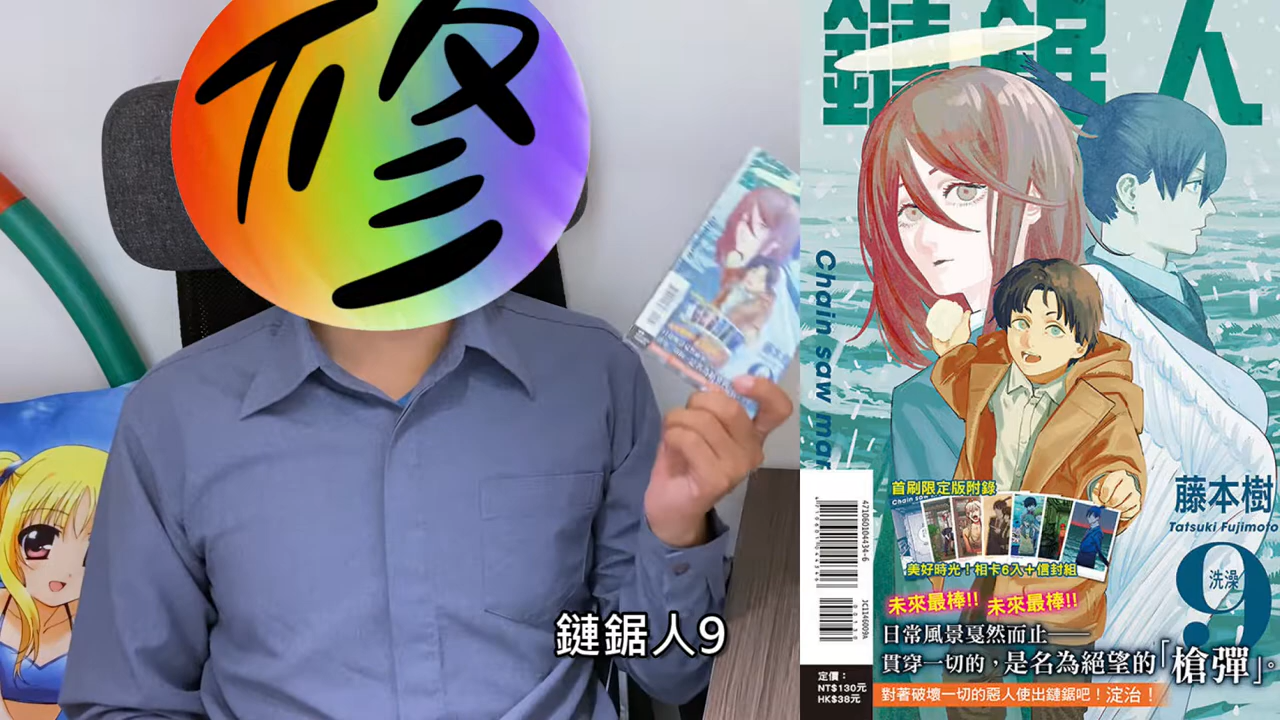 修
鏈鋸人9
鏈鋸人
Chain saw man
藤本樹
Tatsuki Fujimoto
9
洗澡
首刷限定版附錄
美好時光!相卡6入+信封組
未來最棒!! 未來最棒!!
日常風景戛然而止——
貫穿一切的,是名為絕望的「槍彈」。
對著破壞一切的惡人使出鏈鋸吧!淀治!
4710601044346
JC1146009A
00130
定價:
NT$130元
HK$38元